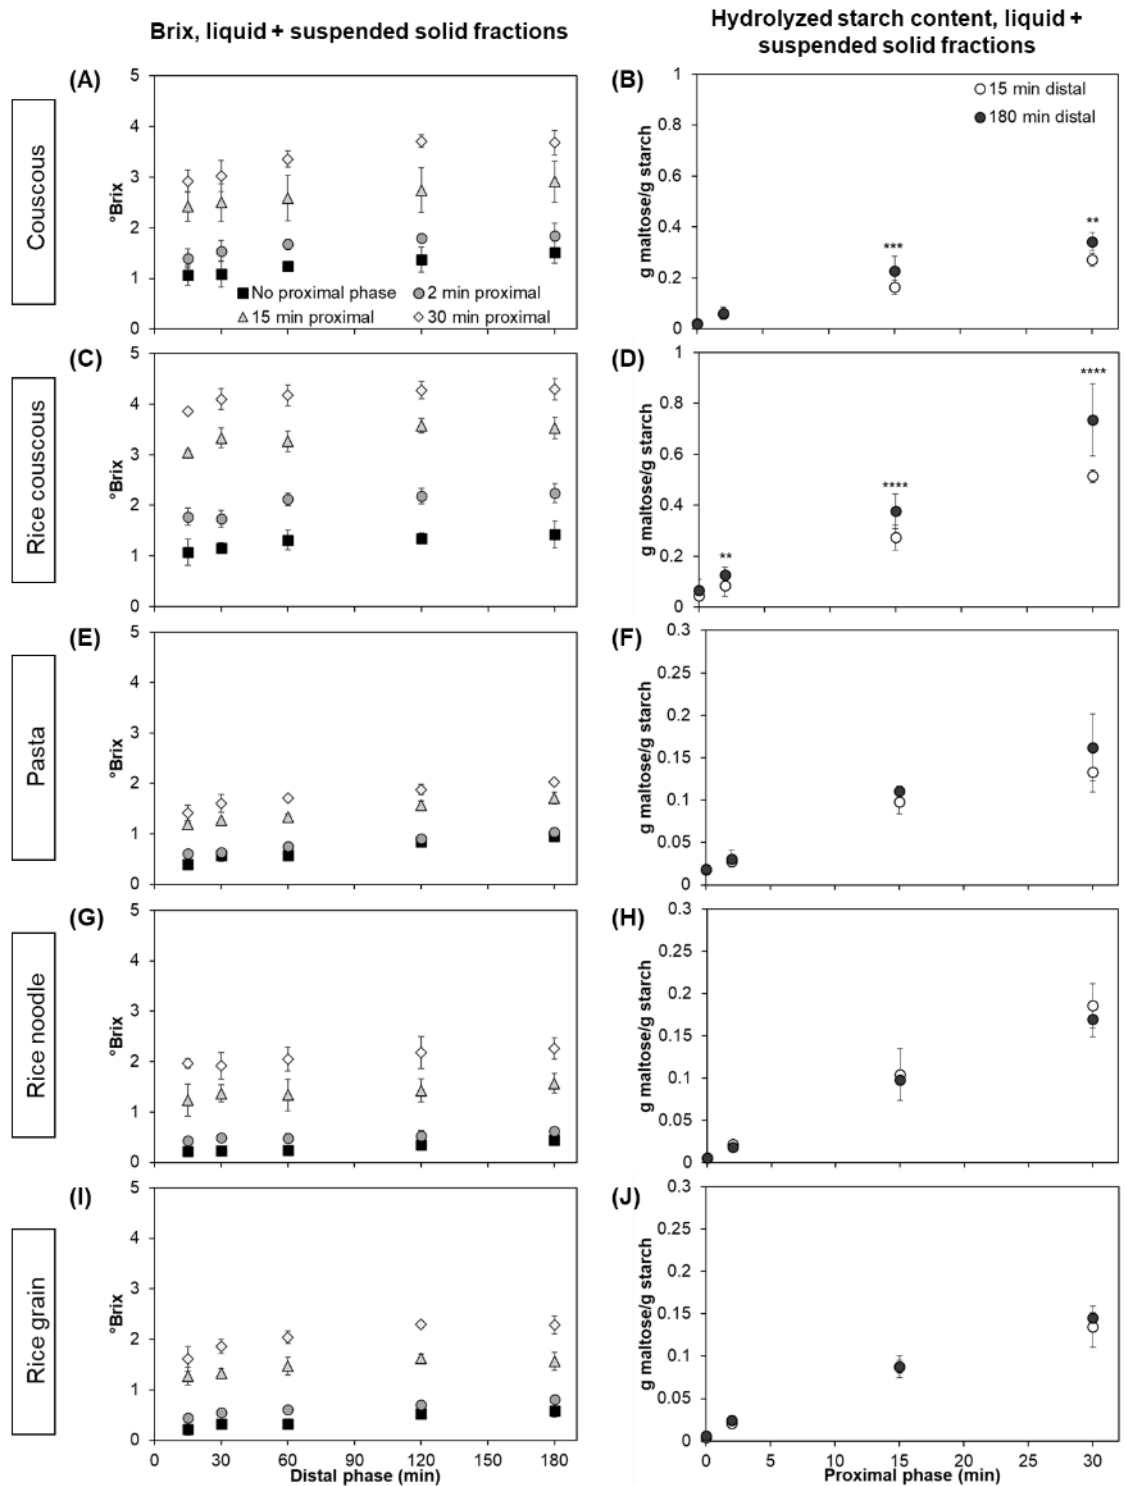 Brix, liquid + suspended solid fractions
Hydrolyzed starch content, liquid +
suspended solid fractions
Couscous
(A)
5
4
3
2
1
0
°Brix
No proximal phase
2 min proximal
15 min proximal
30 min proximal
(B)
1
0.8
0.6
0.4
0.2
0
g maltose/g starch
15 min distal
180 min distal
***
**
Rice couscous
(C)
5
4
3
2
1
0
°Brix
(D)
1
0.8
0.6
0.4
0.2
0
g maltose/g starch
**
****
****
Pasta
(E)
5
4
3
2
1
0
°Brix
(F)
0.3
0.25
0.2
0.15
0.1
0.05
0
g maltose/g starch
Rice noodle
(G)
5
4
3
2
1
0
°Brix
(H)
0.3
0.25
0.2
0.15
0.1
0.05
0
g maltose/g starch
Rice grain
(I)
5
4
3
2
1
0
°Brix
0 30 60 90 120 150 180
Distal phase (min)
(J)
0.3
0.25
0.2
0.15
0.1
0.05
0
g maltose/g starch
0 5 10 15 20 25 30
Proximal phase (min)